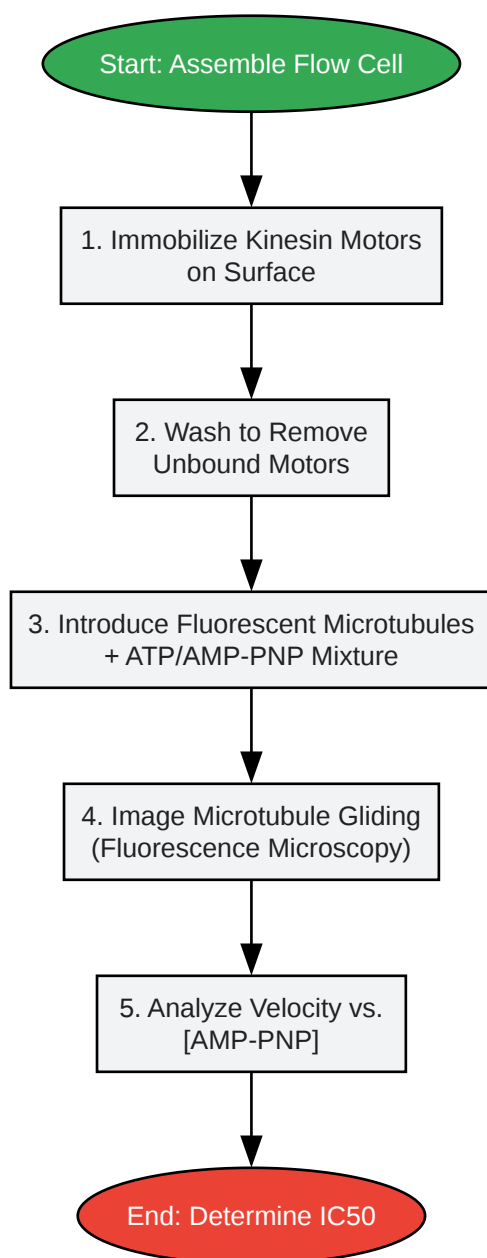 Start: Assemble Flow Cell
1. Immobilize Kinesin Motors
on Surface
2. Wash to Remove
Unbound Motors
3. Introduce Fluorescent Microtubules
+ ATP/AMP-PNP Mixture
4. Image Microtubule Gliding
(Fluorescence Microscopy)
5. Analyze Velocity vs.
[AMP-PNP]
End: Determine IC50